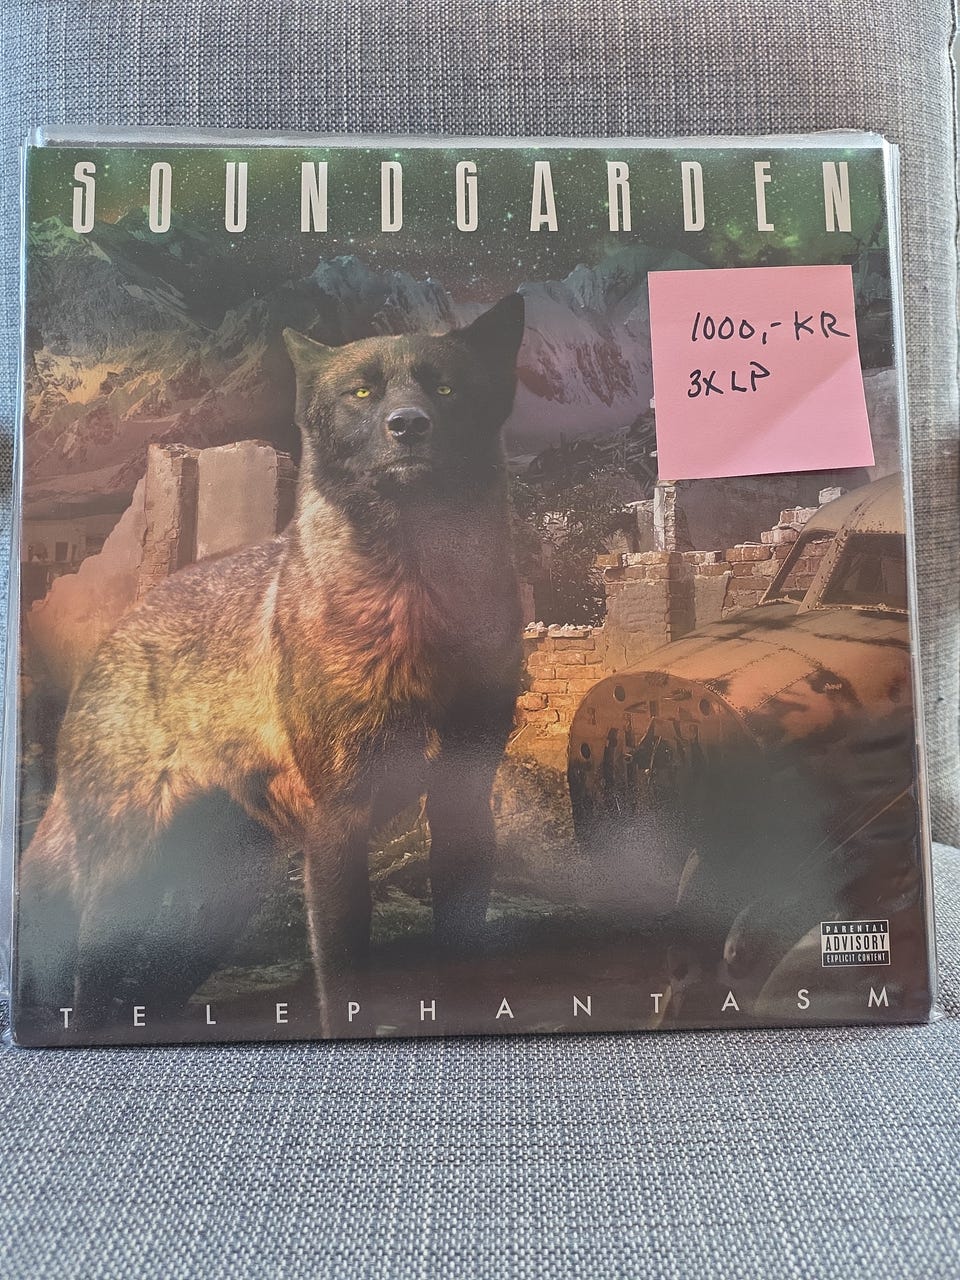 SOUNDGARDEN
1000,- KR
3X LP
PARENTAL
ADVISORY
EXPLICIT CONTENT
TELEPHANTASM